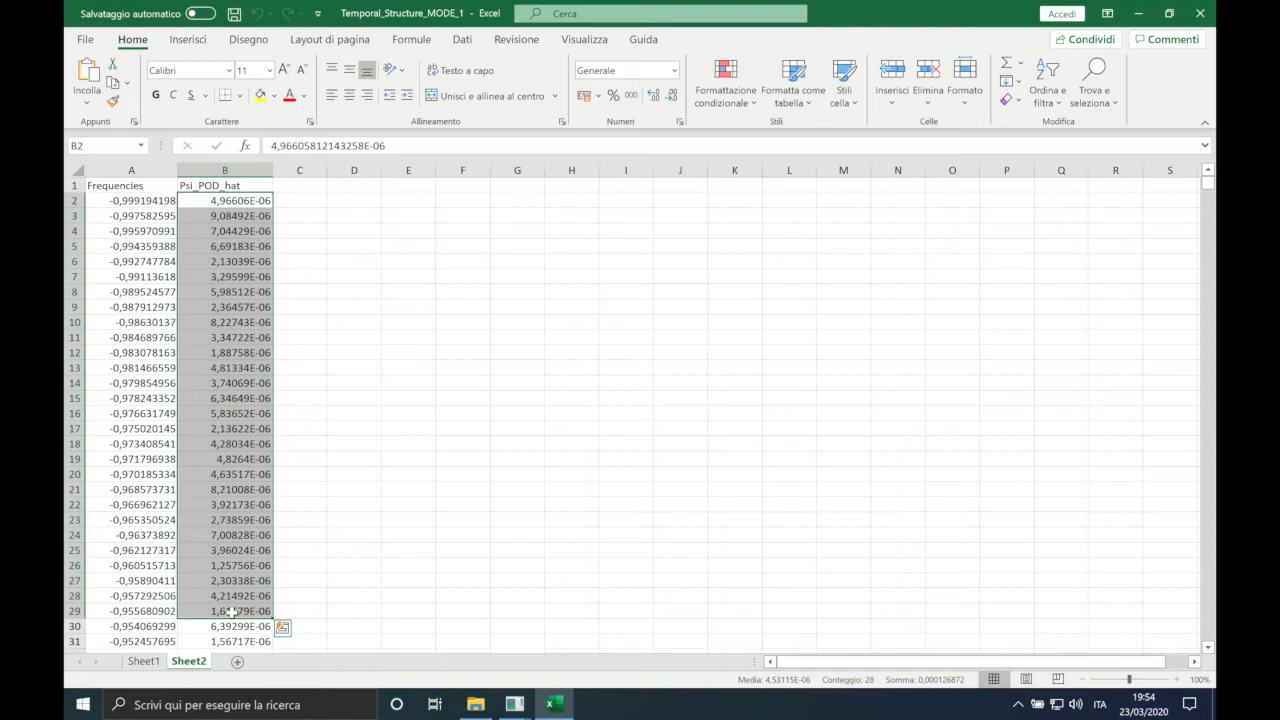 Salvataggio automatico
Temporal_Structure_MODE_1 - Excel
Cerca
Accedi
File
Home
Inserisci
Disegno
Layout di pagina
Formule
Dati
Revisione
Visualizza
Guida
Condividi
Commenti
Incolla
Calibri
11
G C S
Testo a capo
Unisci e allinea al centro
Generale
% 000
Formattazione condizionale
Formatta come tabella
Stili cella
Inserisci
Elimina
Formato
Ordina e filtra
Trova e seleziona
Appunti
Carattere
Allineamento
Numeri
Stili
Celle
Modifica
B2
fx
4,96605812143258E-06
A B C D E F G H I J K L M N O P Q R S
1 Frequencies Psi_POD_hat
2 -0,999194198 4,96606E-06
3 -0,997582595 9,08492E-06
4 -0,995970991 7,04429E-06
5 -0,994359388 6,69183E-06
6 -0,992747784 2,13039E-06
7 -0,99113618 3,29599E-06
8 -0,989524577 5,98512E-06
9 -0,987912973 2,36457E-06
10 -0,98630137 8,22743E-06
11 -0,984689766 3,34722E-06
12 -0,983078163 1,88758E-06
13 -0,981466559 4,81334E-06
14 -0,979854956 3,74069E-06
15 -0,978243352 6,34649E-06
16 -0,976631749 5,83652E-06
17 -0,975020145 2,13622E-06
18 -0,973408541 4,28034E-06
19 -0,971796938 4,8264E-06
20 -0,970185334 4,63517E-06
21 -0,968573731 8,21008E-06
22 -0,966962127 3,92173E-06
23 -0,965350524 2,73859E-06
24 -0,96373892 7,00828E-06
25 -0,962127317 3,96024E-06
26 -0,960515713 1,25756E-06
27 -0,95890411 2,30338E-06
28 -0,957292506 4,21492E-06
29 -0,955680902
30 -0,954069299 6,39299E-06
31 -0,952457695 1,56717E-06
Sheet1
Sheet2
Media: 4,53115E-06 Conteggio: 28 Somma: 0,000126872
100%
Scrivi qui per eseguire la ricerca
ITA
19:54
23/03/2020